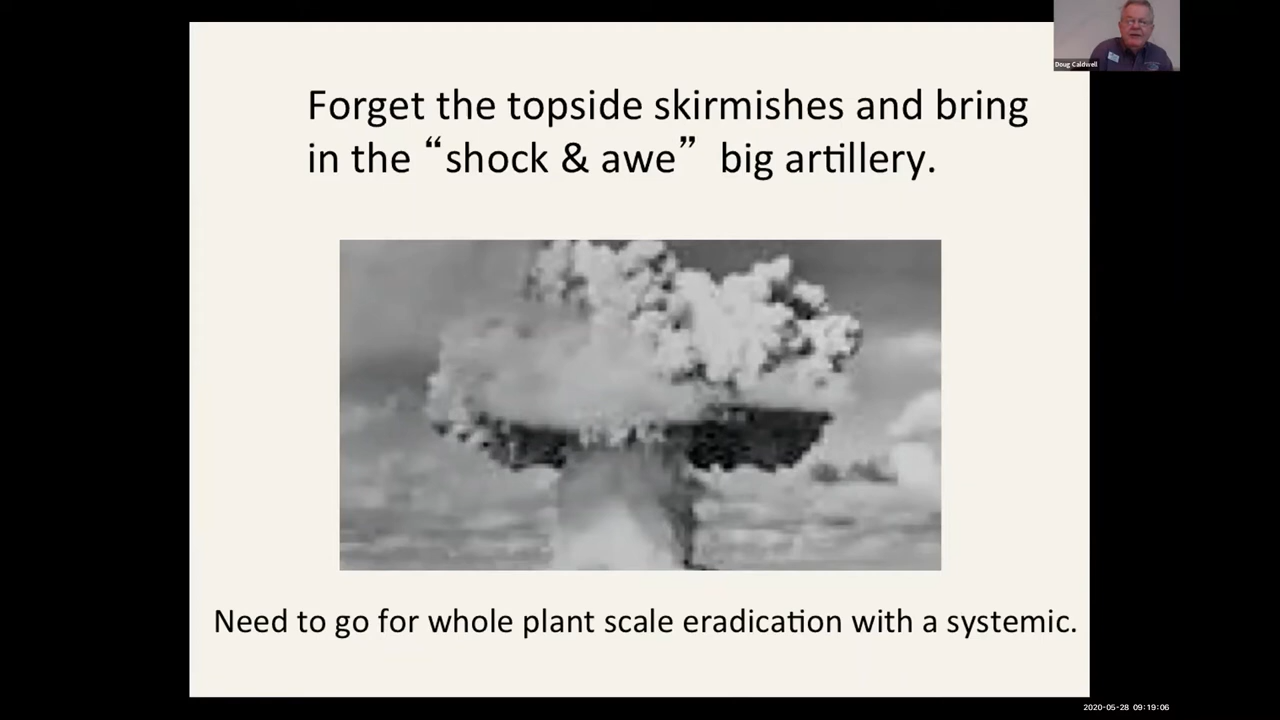 Doug Caldwell
Forget the topside skirmishes and bring
in the “shock & awe” big artillery.
Need to go for whole plant scale eradication with a systemic.
2020-05-28 09:19:06